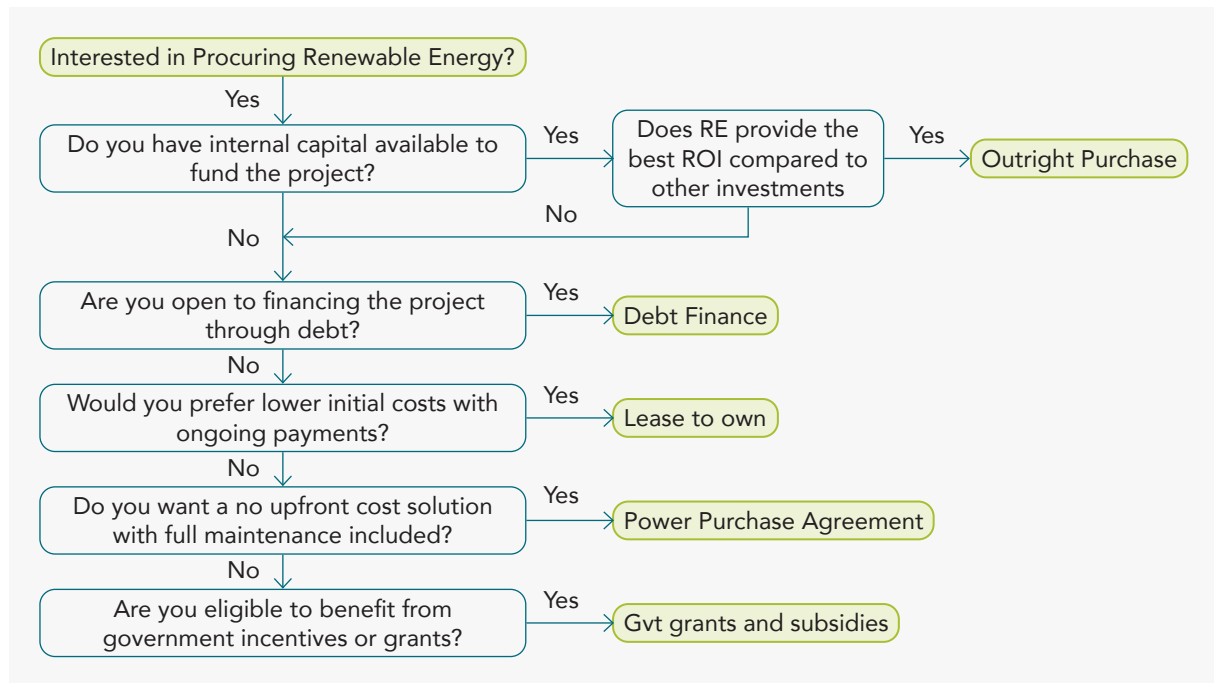 Interested in Procuring Renewable Energy?
Yes
Do you have internal capital available to
fund the project?
Yes
Does RE provide the
best ROI compared to
other investments
Yes
Outright Purchase
No
No
Are you open to financing the project
through debt?
Yes
Debt Finance
No
Would you prefer lower initial costs with
ongoing payments?
Yes
Lease to own
No
Do you want a no upfront cost solution
with full maintenance included?
Yes
Power Purchase Agreement
No
Are you eligible to benefit from
government incentives or grants?
Yes
Gvt grants and subsidies